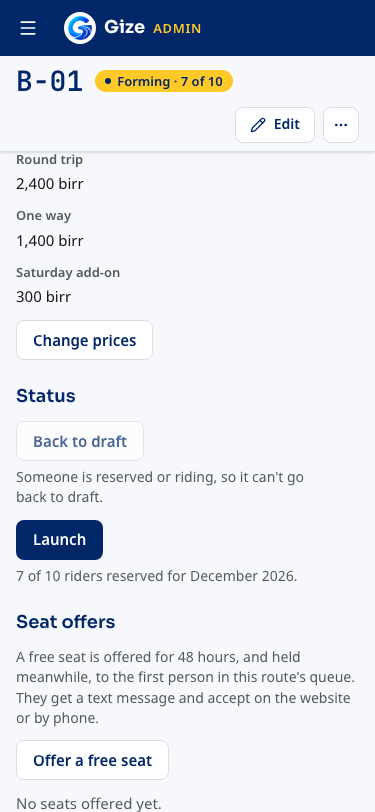 Gize ADMIN
B-01
Forming · 7 of 10
Edit
Round trip
2,400 birr
One way
1,400 birr
Saturday add-on
300 birr
Change prices
Status
Back to draft
Someone is reserved or riding, so it can't go
back to draft.
Launch
7 of 10 riders reserved for December 2026.
Seat offers
A free seat is offered for 48 hours, and held
meanwhile, to the first person in this route's queue.
They get a text message and accept on the website
or by phone.
Offer a free seat
No seats offered yet.